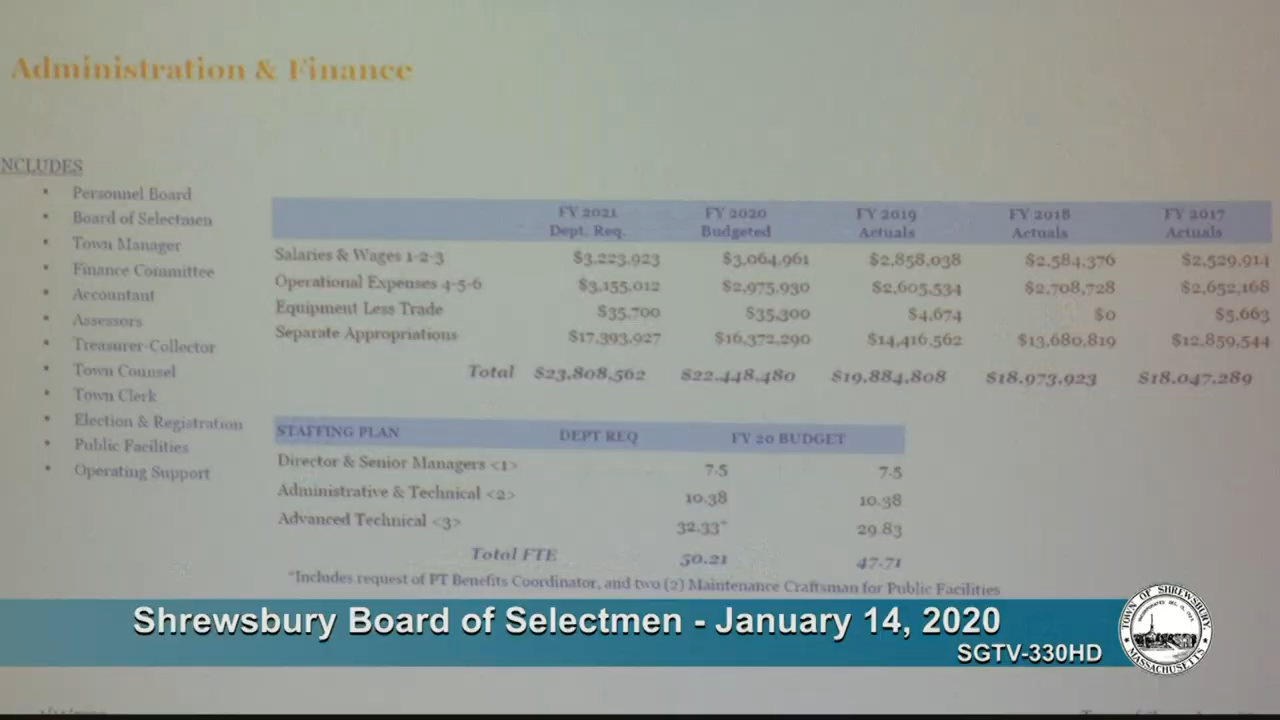 Administration & Finance
NCLUDES
Personnel Board
Board of Selectmen
Town Manager
Finance Committee
Accountant
Assessors
Treasurer-Collector
Town Counsel
Town Clerk
Election & Registration
Public Facilities
Operating Support
FY 2021 Dept. Req. FY 2020 Budgeted FY 2019 Actuals FY 2018 Actuals FY 2017 Actuals
Salaries & Wages 1-2-3 $3,223,923 $3,064,961 $2,858,038 $2,584,376 $2,529,914
Operational Expenses 4-5-6 $3,155,012 $2,975,930 $2,605,534 $2,708,728 $2,652,168
Equipment Less Trade $35,700 $35,300 $4,674 $0 $5,663
Separate Appropriations $17,393,927 $16,372,290 $14,416,562 $13,680,819 $12,859,544
Total $23,808,562 $22,448,480 $19,884,808 $18,973,923 $18,047,289
STAFFING PLAN DEPT REQ FY 20 BUDGET
Director & Senior Managers <1> 7.5 7.5
Administrative & Technical <2> 10.38 10.38
Advanced Technical <3> 32.33* 29.83
Total FTE 50.21 47.71
*Includes request of PT Benefits Coordinator, and two (2) Maintenance Craftsman for Public Facilities
Shrewsbury Board of Selectmen - January 14, 2020
SGTV-330HD
TOWN OF SHREWSBURY,
MASSACHUSETTS